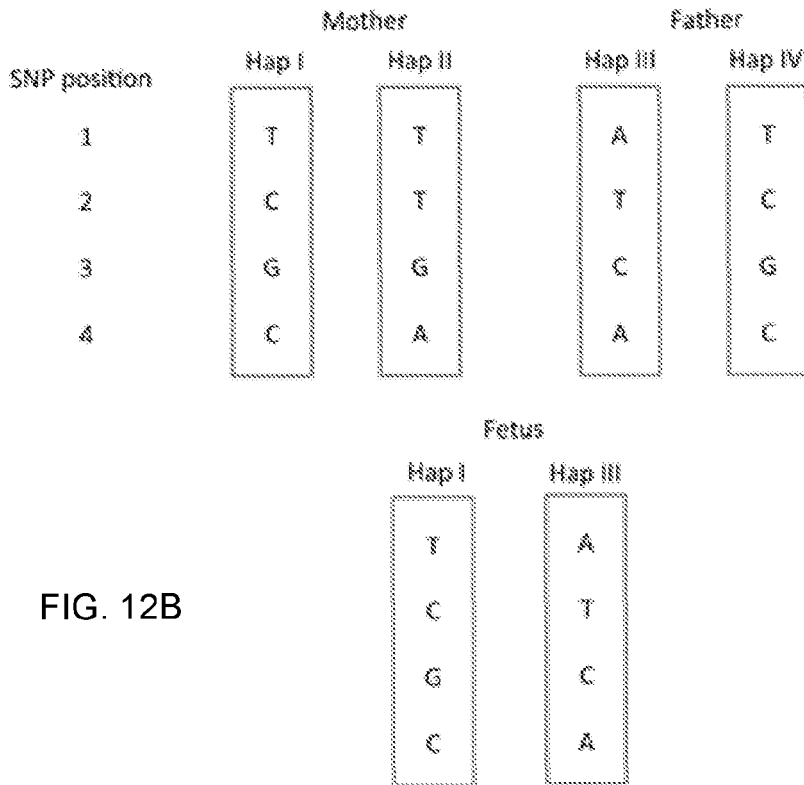 Mother Father
SNP position Hap I Hap II Hap III Hap IV
1 T T A T
2 C T T C
3 G G C G
4 C A A C
Fetus
Hap I Hap III
T A
C T
G C
C A
FIG. 12B